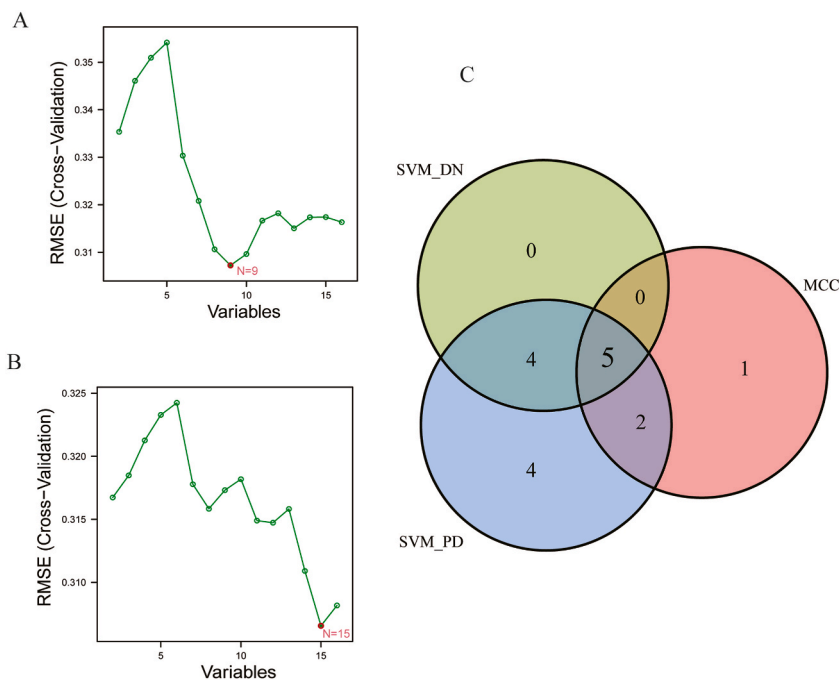 A
RMSE (Cross-Validation)
0.35
0.34
0.33
0.32
0.31
N=9
5
10
15
Variables
B
RMSE (Cross-Validation)
0.325
0.320
0.315
0.310
N=15
5
10
15
Variables
C
SVM_DN
MCC
SVM_PD
0
0
4
5
1
2
4